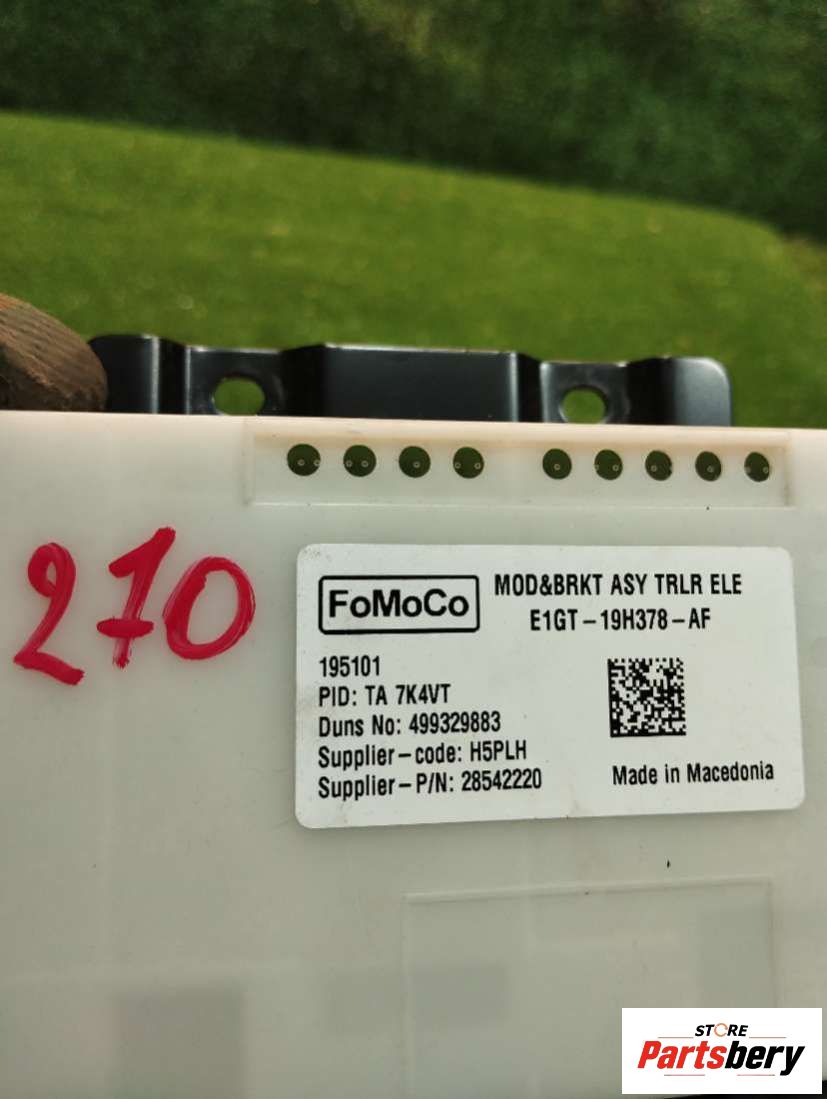 270
FoMoCo
MOD&BRKT ASY TRLR ELE
E1GT-19H378-AF
195101
PID: TA 7K4VT
Duns No: 499329883
Supplier-code: H5PLH
Supplier-P/N: 28542220
Made in Macedonia
STORE
Partsbery